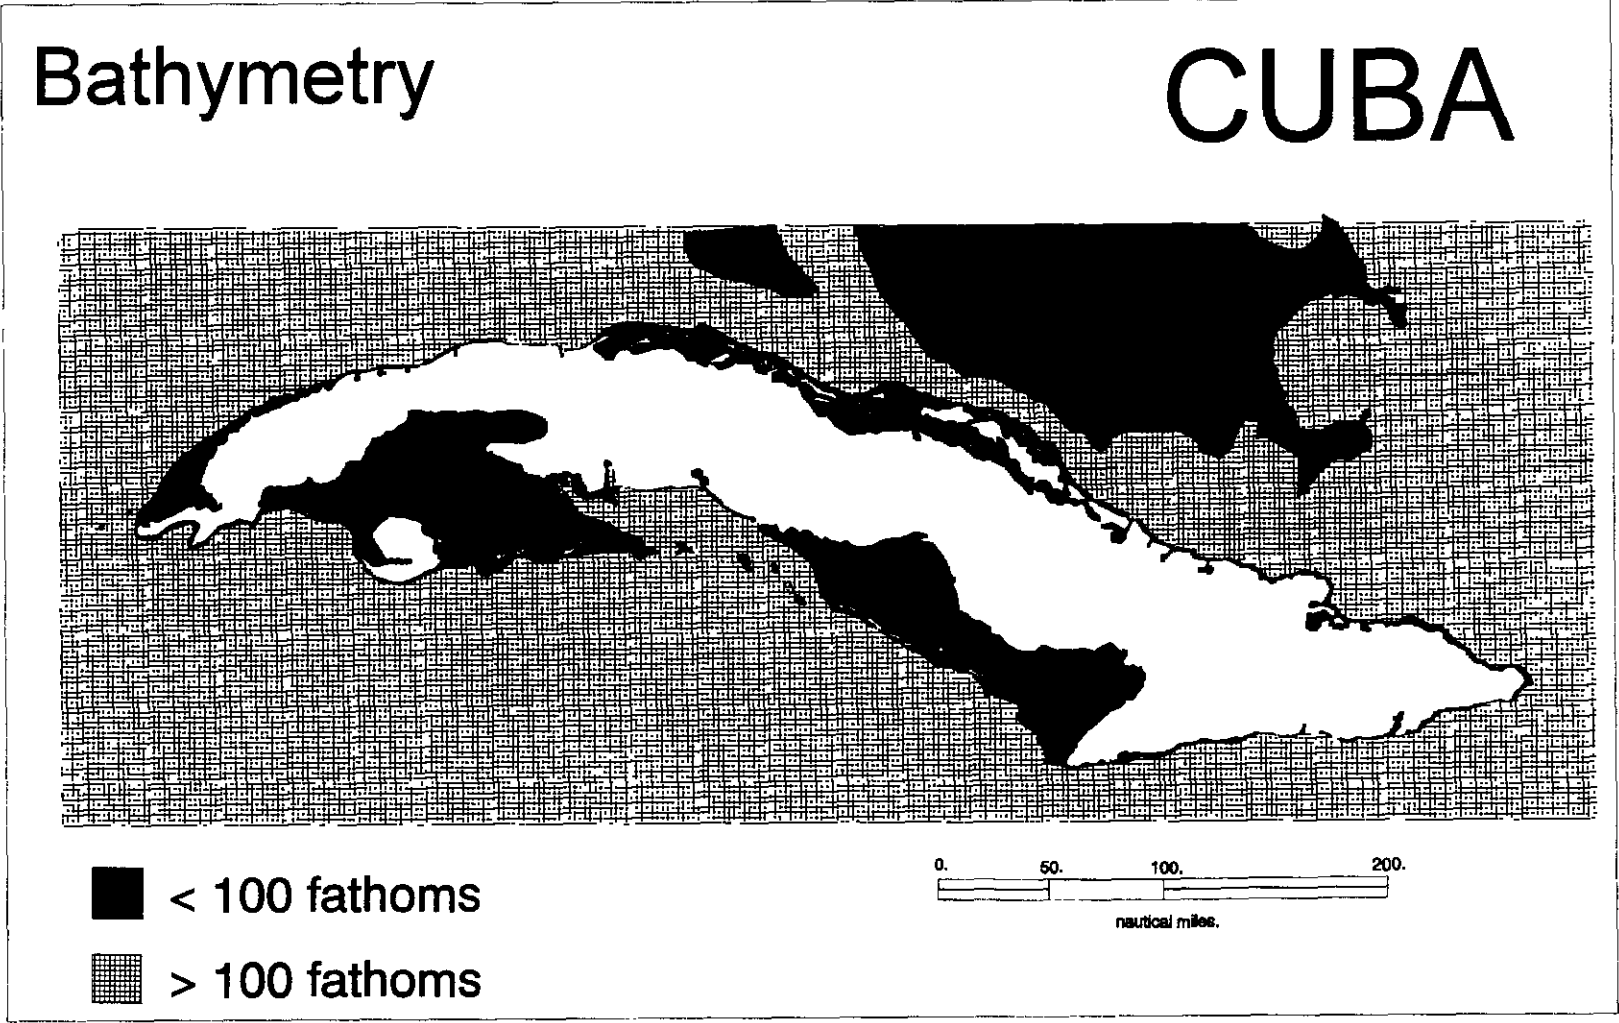 Bathymetry
CUBA
< 100 fathoms
> 100 fathoms
0. 50. 100. 200.
nautical miles.